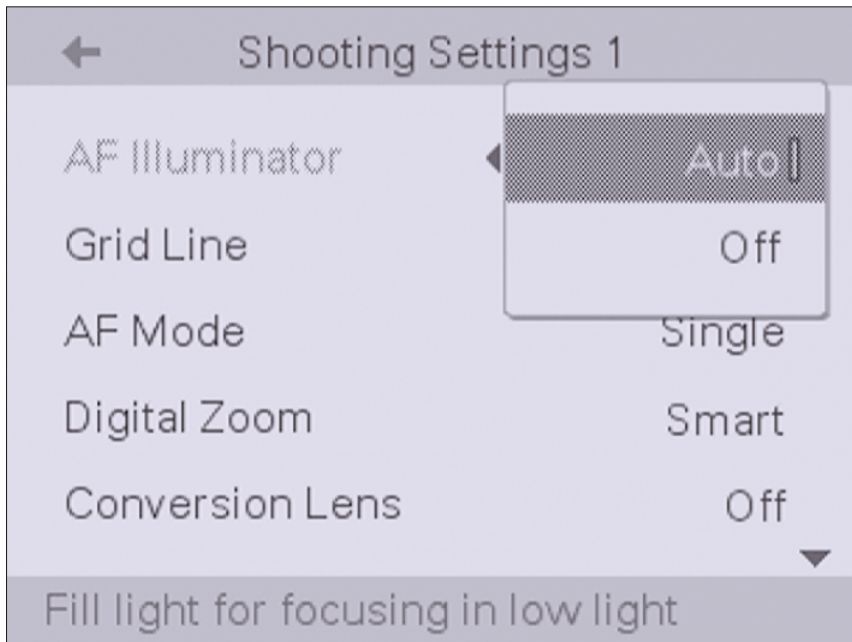 Shooting Settings 1
AF Illuminator
Auto
Grid Line
Off
AF Mode
Single
Digital Zoom
Smart
Conversion Lens
Off
Fill light for focusing in low light